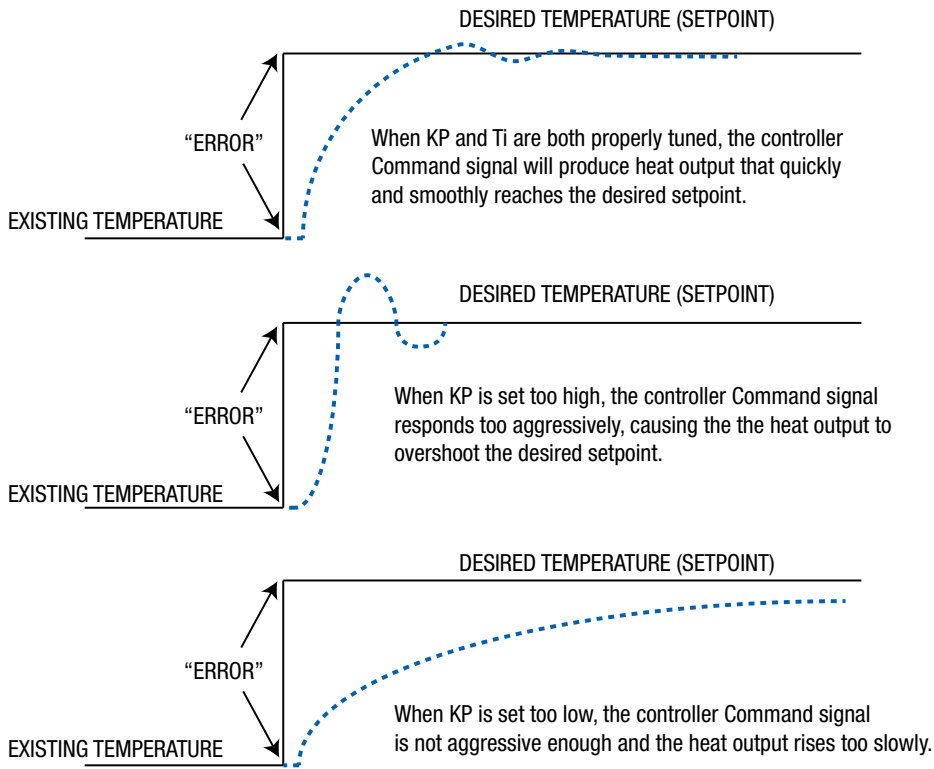 DESIRED TEMPERATURE (SETPOINT)
“ERROR”
When KP and Ti are both properly tuned, the controller
Command signal will produce heat output that quickly
and smoothly reaches the desired setpoint.
EXISTING TEMPERATURE
DESIRED TEMPERATURE (SETPOINT)
“ERROR”
When KP is set too high, the controller Command signal
responds too aggressively, causing the the heat output to
overshoot the desired setpoint.
EXISTING TEMPERATURE
DESIRED TEMPERATURE (SETPOINT)
“ERROR”
When KP is set too low, the controller Command signal
is not aggressive enough and the heat output rises too slowly.
EXISTING TEMPERATURE